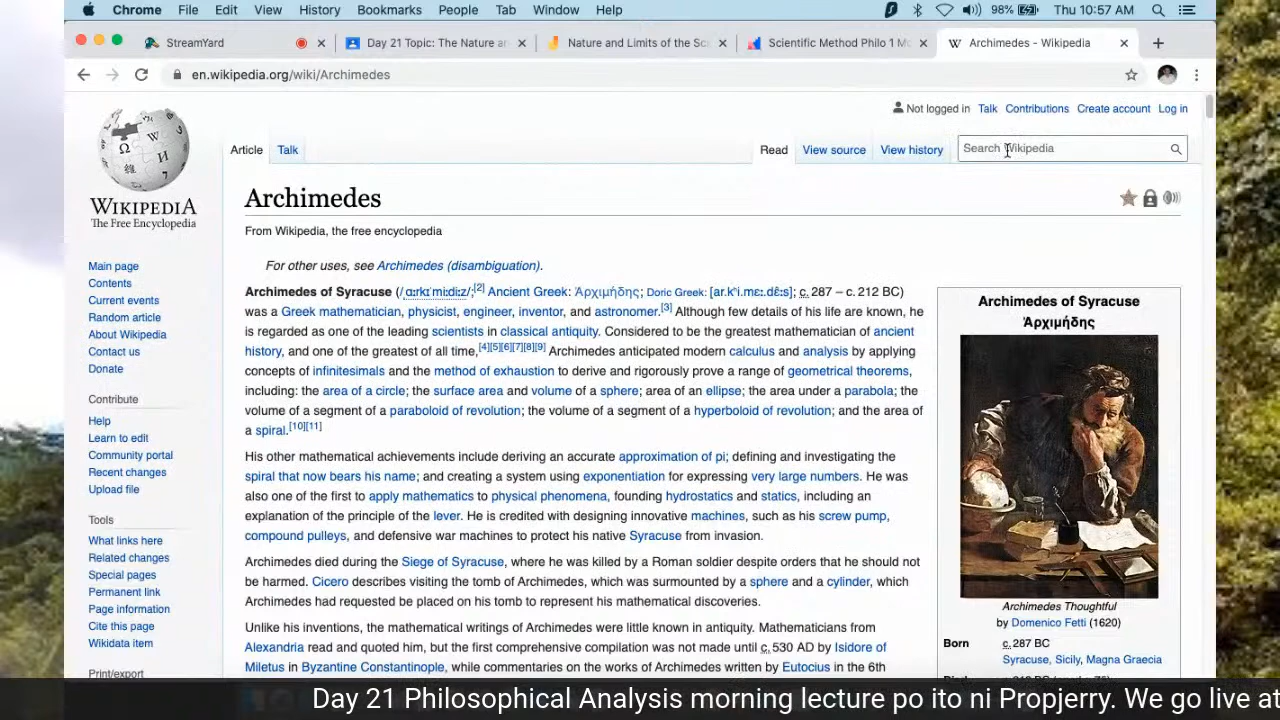 Chrome File Edit View History Bookmarks People Tab Window Help 98% Thu 10:57 AM
StreamYard Day 21 Topic: The Nature an Nature and Limits of the Sc Scientific Method Philo 1 Mo Archimedes - Wikipedia
en.wikipedia.org/wiki/Archimedes
Not logged in Talk Contributions Create account Log in
Article Talk Read View source View history Search Wikipedia
WIKIPEDIA
The Free Encyclopedia
Main page
Contents
Current events
Random article
About Wikipedia
Contact us
Donate
Contribute
Help
Learn to edit
Community portal
Recent changes
Upload file
Tools
What links here
Related changes
Special pages
Permanent link
Page information
Cite this page
Wikidata item
Print/export
Archimedes
From Wikipedia, the free encyclopedia
For other uses, see Archimedes (disambiguation).
Archimedes of Syracuse (/ˌɑːrkɪˈmiːdiːz/;[2] Ancient Greek: Ἀρχιμήδης; Doric Greek: [ar.kʰi.mɛː.dɛ̂ːs]; c. 287 – c. 212 BC)
was a Greek mathematician, physicist, engineer, inventor, and astronomer.[3] Although few details of his life are known, he
is regarded as one of the leading scientists in classical antiquity. Considered to be the greatest mathematician of ancient
history, and one of the greatest of all time,[4][5][6][7][8][9] Archimedes anticipated modern calculus and analysis by applying
concepts of infinitesimals and the method of exhaustion to derive and rigorously prove a range of geometrical theorems,
including: the area of a circle; the surface area and volume of a sphere; area of an ellipse; the area under a parabola; the
volume of a segment of a paraboloid of revolution; the volume of a segment of a hyperboloid of revolution; and the area of
a spiral.[10][11]
His other mathematical achievements include deriving an accurate approximation of pi; defining and investigating the
spiral that now bears his name; and creating a system using exponentiation for expressing very large numbers. He was
also one of the first to apply mathematics to physical phenomena, founding hydrostatics and statics, including an
explanation of the principle of the lever. He is credited with designing innovative machines, such as his screw pump,
compound pulleys, and defensive war machines to protect his native Syracuse from invasion.
Archimedes died during the Siege of Syracuse, where he was killed by a Roman soldier despite orders that he should not
be harmed. Cicero describes visiting the tomb of Archimedes, which was surmounted by a sphere and a cylinder, which
Archimedes had requested be placed on his tomb to represent his mathematical discoveries.
Unlike his inventions, the mathematical writings of Archimedes were little known in antiquity. Mathematicians from
Alexandria read and quoted him, but the first comprehensive compilation was not made until c. 530 AD by Isidore of
Miletus in Byzantine Constantinople, while commentaries on the works of Archimedes written by Eutocius in the 6th
Archimedes of Syracuse
Ἀρχιμήδης
Archimedes Thoughtful
by Domenico Fetti (1620)
Born c. 287 BC
Syracuse, Sicily, Magna Graecia
Day 21 Philosophical Analysis morning lecture po ito ni Propjerry. We go live at